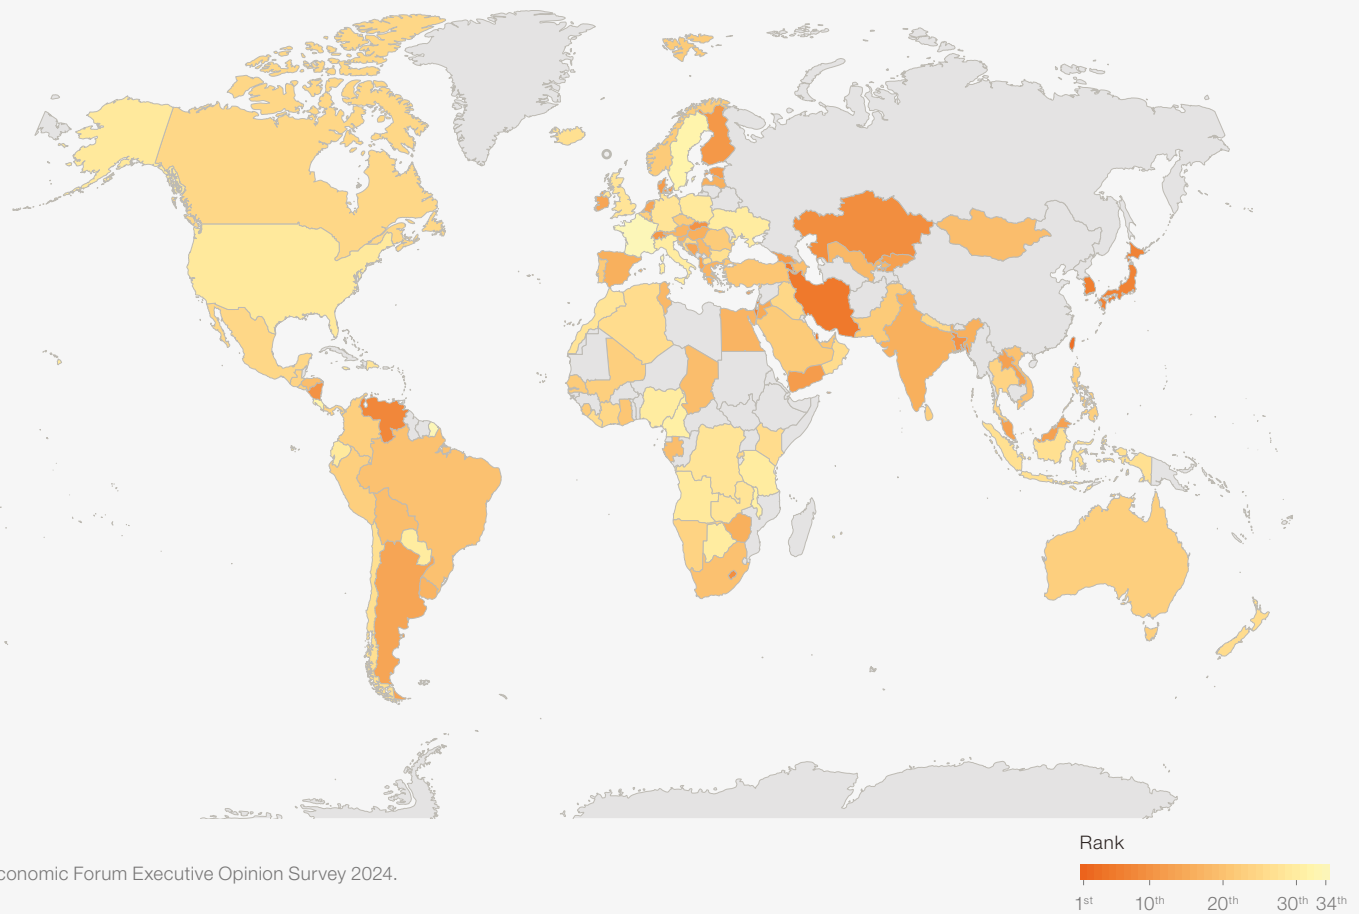 Rank
conomic Forum Executive Opinion Survey 2024.
1st 10th 20th 30th 34th